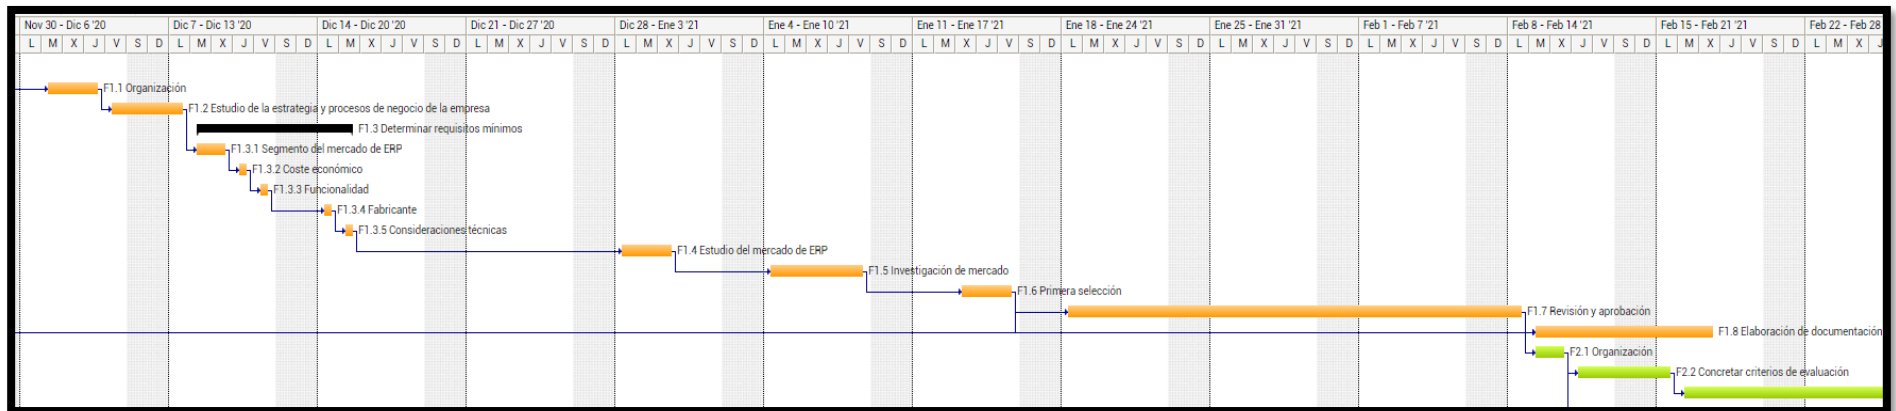 Nov 30 - Dic 6 '20 Dic 7 - Dic 13 '20 Dic 14 - Dic 20 '20 Dic 21 - Dic 27 '20 Dic 28 - Ene 3 '21 Ene 4 - Ene 10 '21 Ene 11 - Ene 17 '21 Ene 18 - Ene 24 '21 Ene 25 - Ene 31 '21 Feb 1 - Feb 7 '21 Feb 8 - Feb 14 '21 Feb 15 - Feb 21 '21 Feb 22 - Feb 28
L M X J V S D L M X J V S D L M X J V S D L M X J V S D L M X J V S D L M X J V S D L M X J V S D L M X J V S D L M X J V S D L M X J V S D L M X J V S D L M X J V S D L M X J
F1.1 Organización
F1.2 Estudio de la estrategia y procesos de negocio de la empresa
F1.3 Determinar requisitos mínimos
F1.3.1 Segmento del mercado de ERP
F1.3.2 Coste económico
F1.3.3 Funcionalidad
F1.3.4 Fabricante
F1.3.5 Consideraciones técnicas
F1.4 Estudio del mercado de ERP
F1.5 Investigación de mercado
F1.6 Primera selección
F1.7 Revisión y aprobación
F1.8 Elaboración de documentación
F2.1 Organización
F2.2 Concretar criterios de evaluación